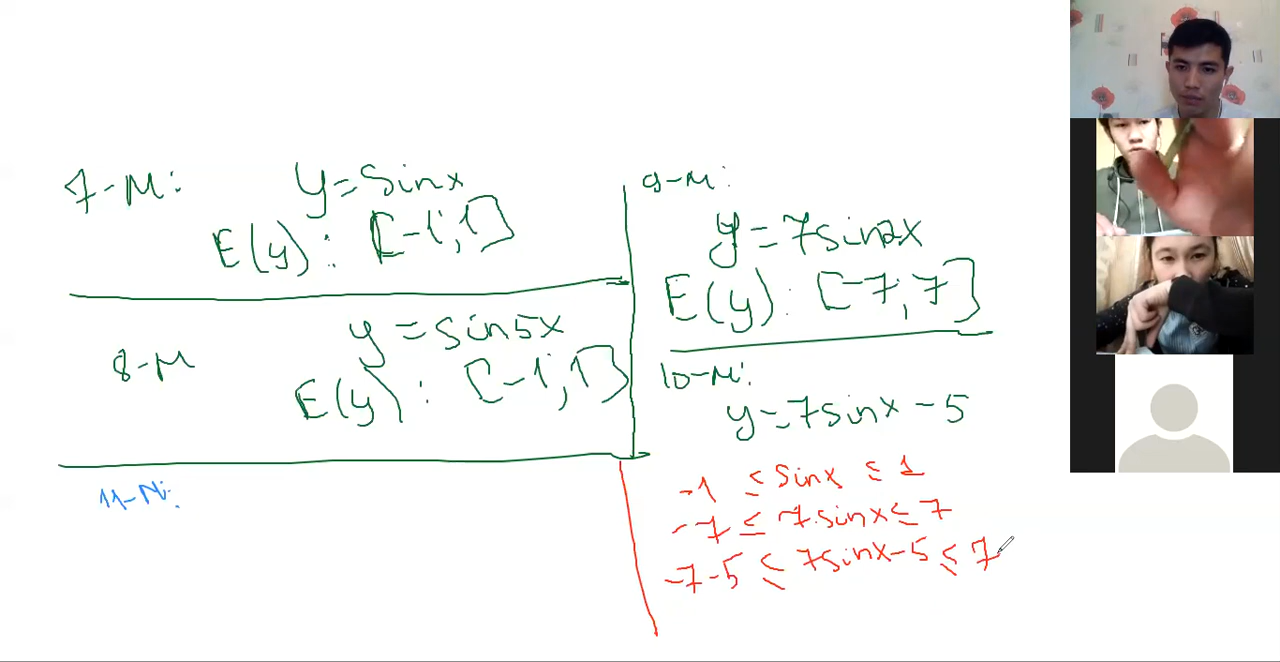 7-M:
y=sinx
E(y): [-1;1]
8-M
y=sin5x
E(y): [-1;1]
11-M:
9-M:
y=7sin2x
E(y): [-7;7]
10-M:
y=7sinx-5
-1 ≤ sinx ≤ 1
-7 ≤ 7·sinx ≤ 7
-7-5 ≤ 7sinx-5 ≤ 7